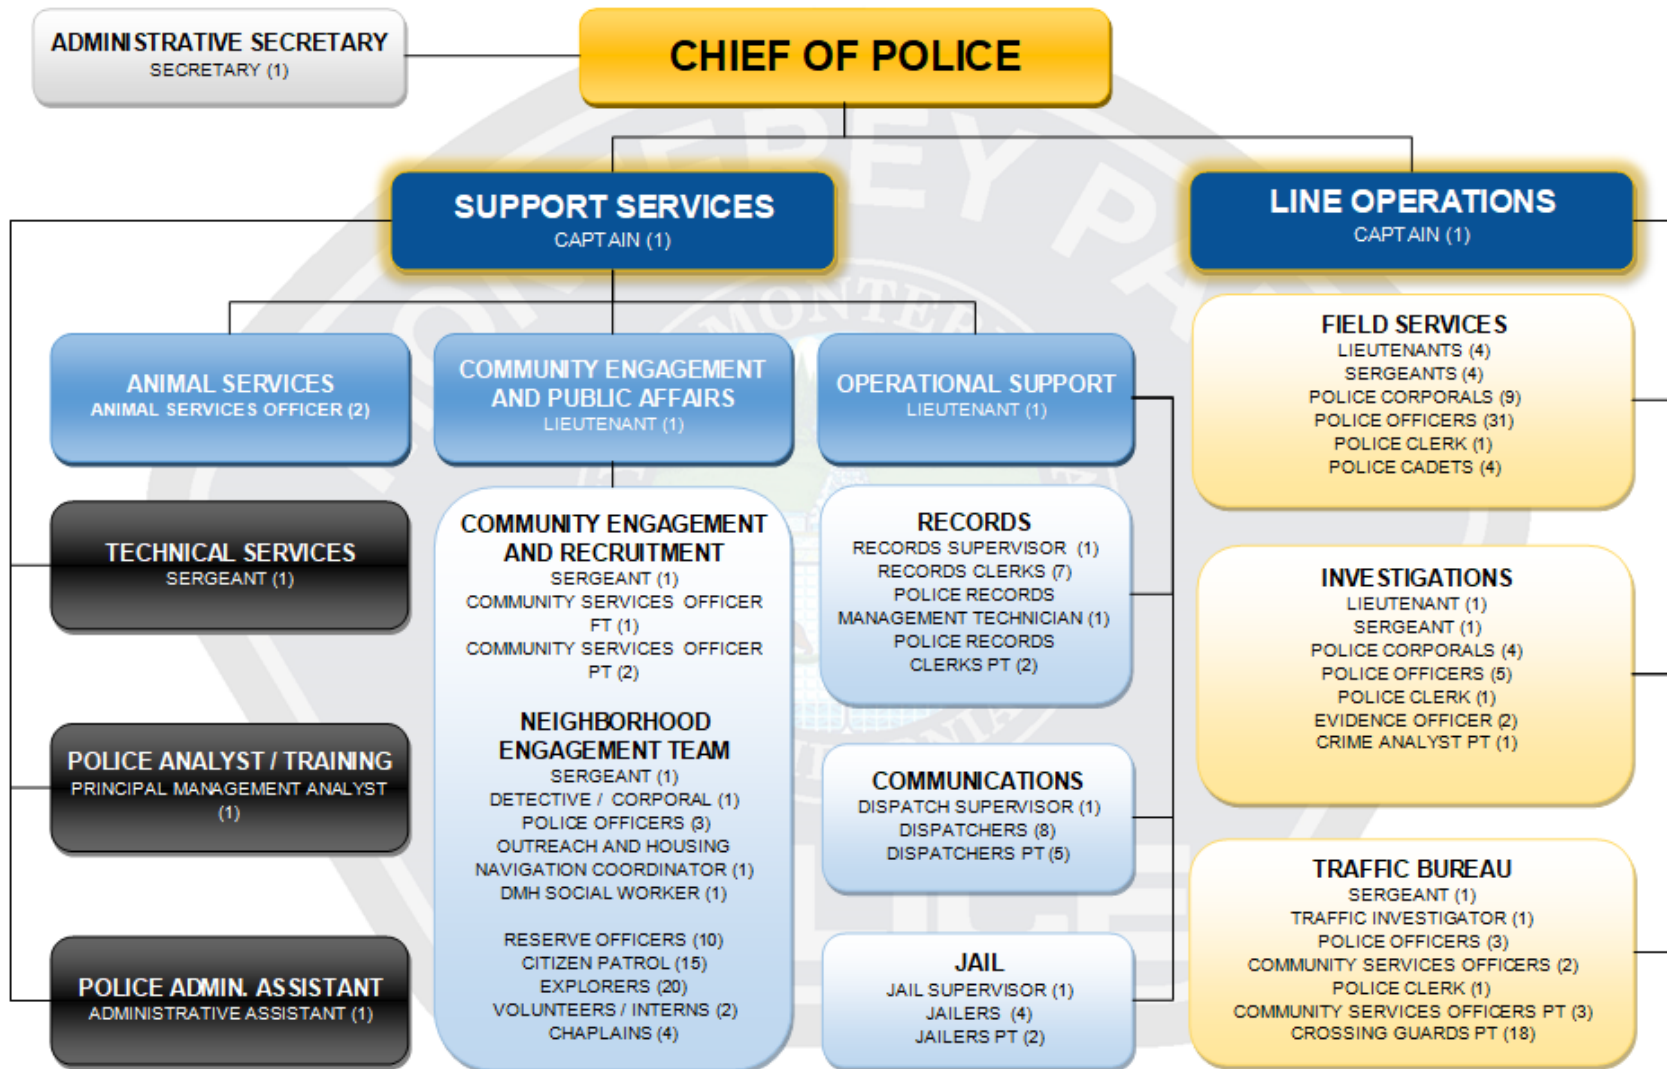 ADMINISTRATIVE SECRETARY
SECRETARY (1)
CHIEF OF POLICE
SUPPORT SERVICES
CAPTAIN (1)
LINE OPERATIONS
CAPTAIN (1)
ANIMAL SERVICES
ANIMAL SERVICES OFFICER (2)
COMMUNITY ENGAGEMENT
AND PUBLIC AFFAIRS
LIEUTENANT (1)
OPERATIONAL SUPPORT
LIEUTENANT (1)
FIELD SERVICES
LIEUTENANTS (4)
SERGEANTS (4)
POLICE CORPORALS (9)
POLICE OFFICERS (31)
POLICE CLERK (1)
POLICE CADETS (4)
TECHNICAL SERVICES
SERGEANT (1)
COMMUNITY ENGAGEMENT
AND RECRUITMENT
SERGEANT (1)
COMMUNITY SERVICES OFFICER
FT (1)
COMMUNITY SERVICES OFFICER
PT (2)
NEIGHBORHOOD
ENGAGEMENT TEAM
SERGEANT (1)
DETECTIVE / CORPORAL (1)
POLICE OFFICERS (3)
OUTREACH AND HOUSING
NAVIGATION COORDINATOR (1)
DMH SOCIAL WORKER (1)
RESERVE OFFICERS (10)
CITIZEN PATROL (15)
EXPLORERS (20)
VOLUNTEERS / INTERNS (2)
CHAPLAINS (4)
RECORDS
RECORDS SUPERVISOR (1)
RECORDS CLERKS (7)
POLICE RECORDS
MANAGEMENT TECHNICIAN (1)
POLICE RECORDS
CLERKS PT (2)
INVESTIGATIONS
LIEUTENANT (1)
SERGEANT (1)
POLICE CORPORALS (4)
POLICE OFFICERS (5)
POLICE CLERK (1)
EVIDENCE OFFICER (2)
CRIME ANALYST PT (1)
POLICE ANALYST / TRAINING
PRINCIPAL MANAGEMENT ANALYST
(1)
COMMUNICATIONS
DISPATCH SUPERVISOR (1)
DISPATCHERS (8)
DISPATCHERS PT (5)
TRAFFIC BUREAU
SERGEANT (1)
TRAFFIC INVESTIGATOR (1)
POLICE OFFICERS (3)
COMMUNITY SERVICES OFFICERS (2)
POLICE CLERK (1)
COMMUNITY SERVICES OFFICERS PT (3)
CROSSING GUARDS PT (18)
POLICE ADMIN. ASSISTANT
ADMINISTRATIVE ASSISTANT (1)
JAIL
JAIL SUPERVISOR (1)
JAILERS (4)
JAILERS PT (2)